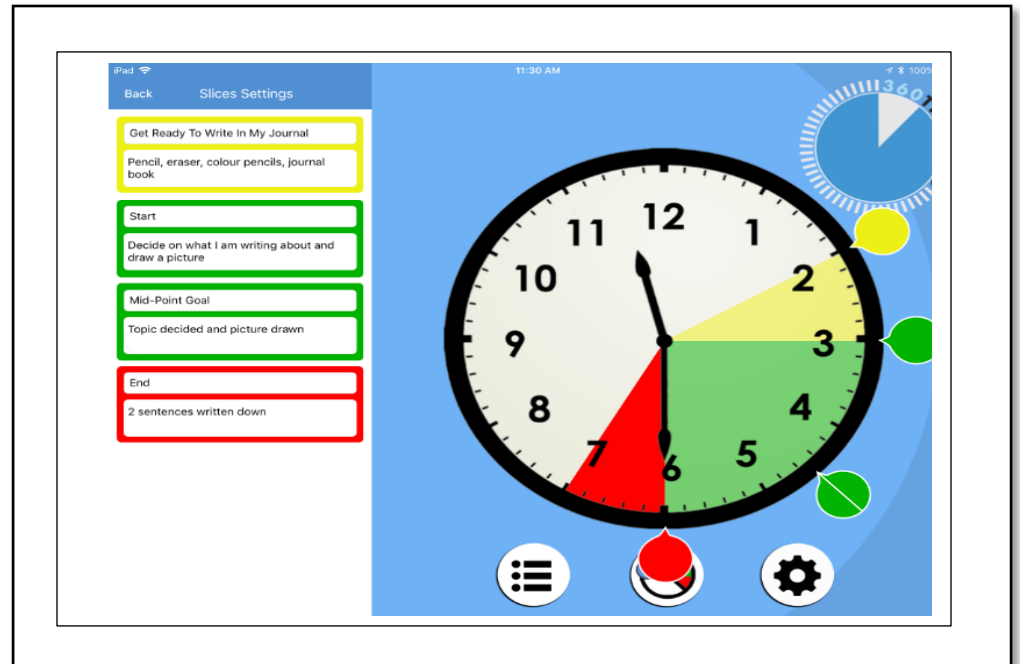 iPad
11:30 AM
100%
Back
Slices Settings
Get Ready To Write In My Journal
Pencil, eraser, colour pencils, journal
book
Start
Decide on what I am writing about and
draw a picture
Mid-Point Goal
Topic decided and picture drawn
End
2 sentences written down
360
12
1
2
3
4
5
6
7
8
9
10
11